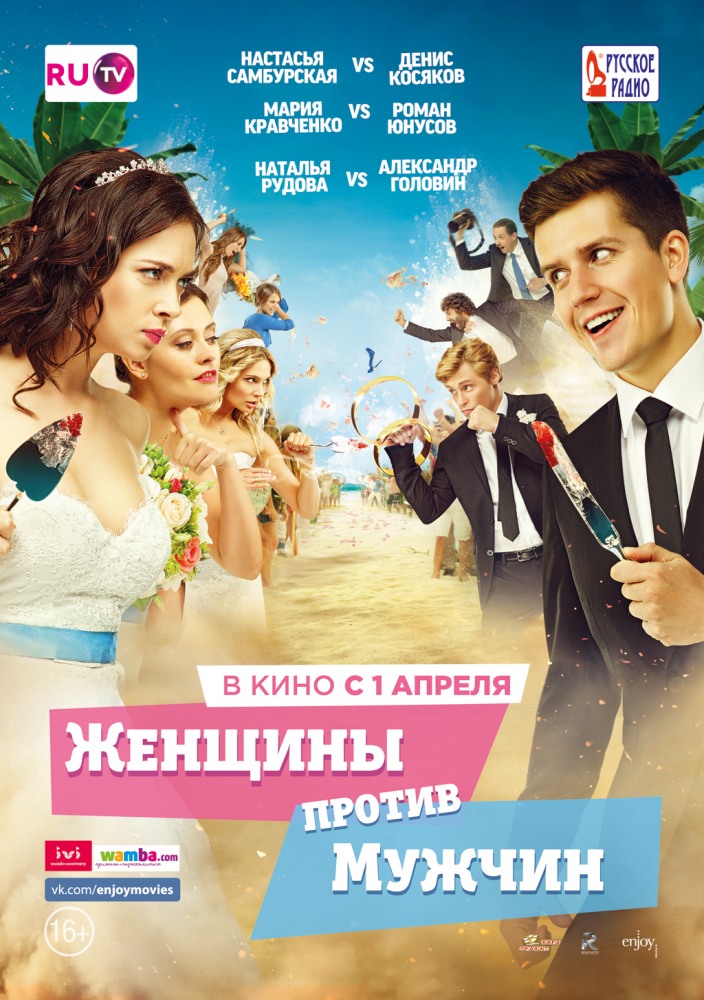 RU TV
НАСТАСЬЯ САМБУРСКАЯ VS ДЕНИС КОСЯКОВ
МАРИЯ КРАВЧЕНКО VS РОМАН ЮНУСОВ
НАТАЛЬЯ РУДОВА VS АЛЕКСАНДР ГОЛОВИН
РУССКОЕ
РАДИО
В КИНО С 1 АПРЕЛЯ
ЖЕНЩИНЫ
ПРОТИВ
МУЖЧИН
ivi
wamba.com
vk.com/enjoymovies
16+
enjoy